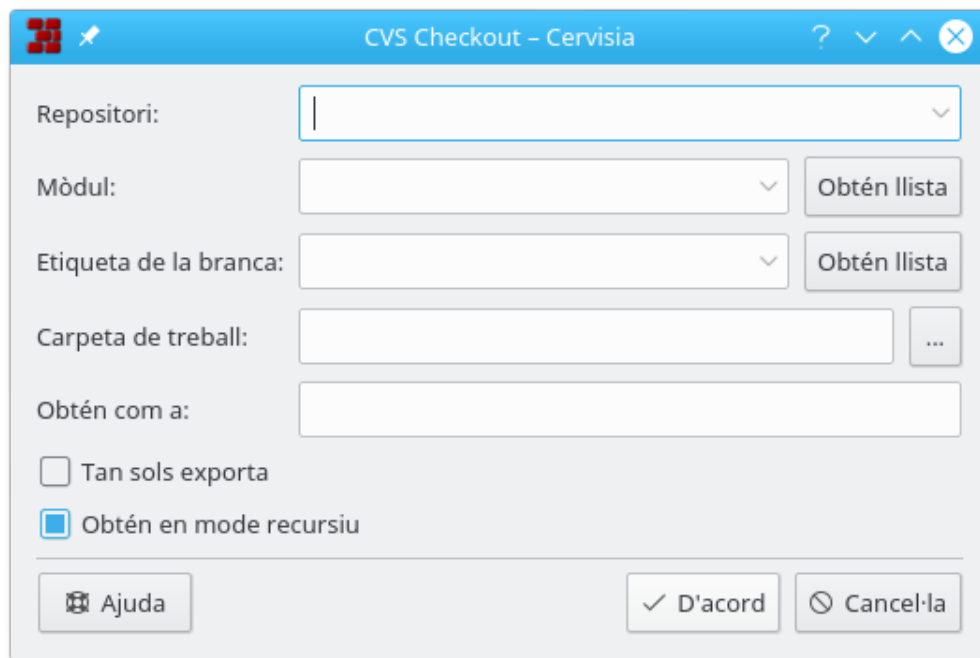 CVS Checkout – Cervisia
Repositori:
Mòdul:
Obtén llista
Etiqueta de la branca:
Obtén llista
Carpeta de treball:
...
Obtén com a:
Tan sols exporta
Obtén en mode recursiu
Ajuda
D'acord
Cancel·la